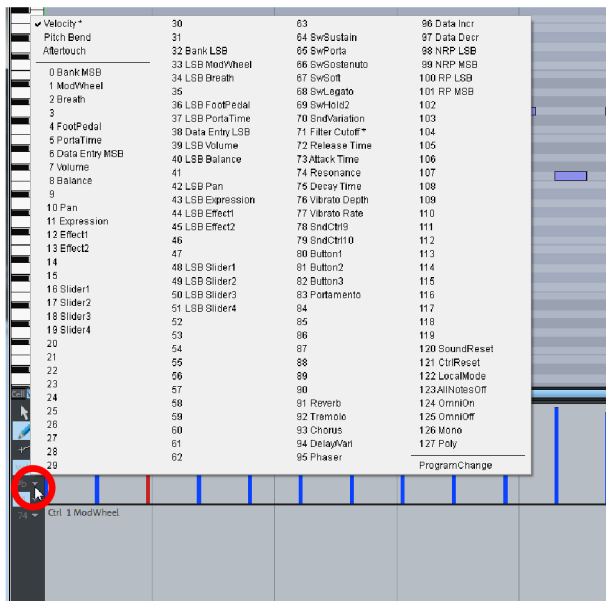 Velocity *
Pitch Bend
Aftertouch
0 Bank MSB
1 ModWheel
2 Breath
3
4 FootPedal
5 PortaTime
6 Data Entry MSB
7 Volume
8 Balance
9
10 Pan
11 Expression
12 Effect1
13 Effect2
14
15
16 Slider1
17 Slider2
18 Slider3
19 Slider4
20
21
22
23
24
25
26
27
28
29
30
31
32 Bank LSB
33 LSB ModWheel
34 LSB Breath
35
36 LSB FootPedal
37 LSB PortaTime
38 Data Entry LSB
39 LSB Volume
40 LSB Balance
41
42 LSB Pan
43 LSB Expression
44 LSB Effect1
45 LSB Effect2
46
47
48 LSB Slider1
49 LSB Slider2
50 LSB Slider3
51 LSB Slider4
52
53
54
55
56
57
58
59
60
61
62
63
64 SwSustain
65 SwPorta
66 SwSostenuto
67 SwSoft
68 SwLegato
69 SwHold2
70 SndVariation
71 Filter Cutoff *
72 Release Time
73 Attack Time
74 Resonance
75 Decay Time
76 Vibrato Depth
77 Vibrato Rate
78 SndCtrl9
79 SndCtrl10
80 Button1
81 Button2
82 Button3
83 Portamento
84
85
86
87
88
89
90
91 Reverb
92 Tremolo
93 Chorus
94 DelayVari
95 Phaser
96 Data Incr
97 Data Decr
98 NRP LSB
99 NRP MSB
100 RP LSB
101 RP MSB
102
103
104
105
106
107
108
109
110
111
112
113
114
115
116
117
118
119
120 SoundReset
121 CtrlReset
122 LocalMode
123 AllNotesOff
124 OmniOn
125 OmniOff
126 Mono
127 Poly
ProgramChange
74
Ctrl 1 ModWheel